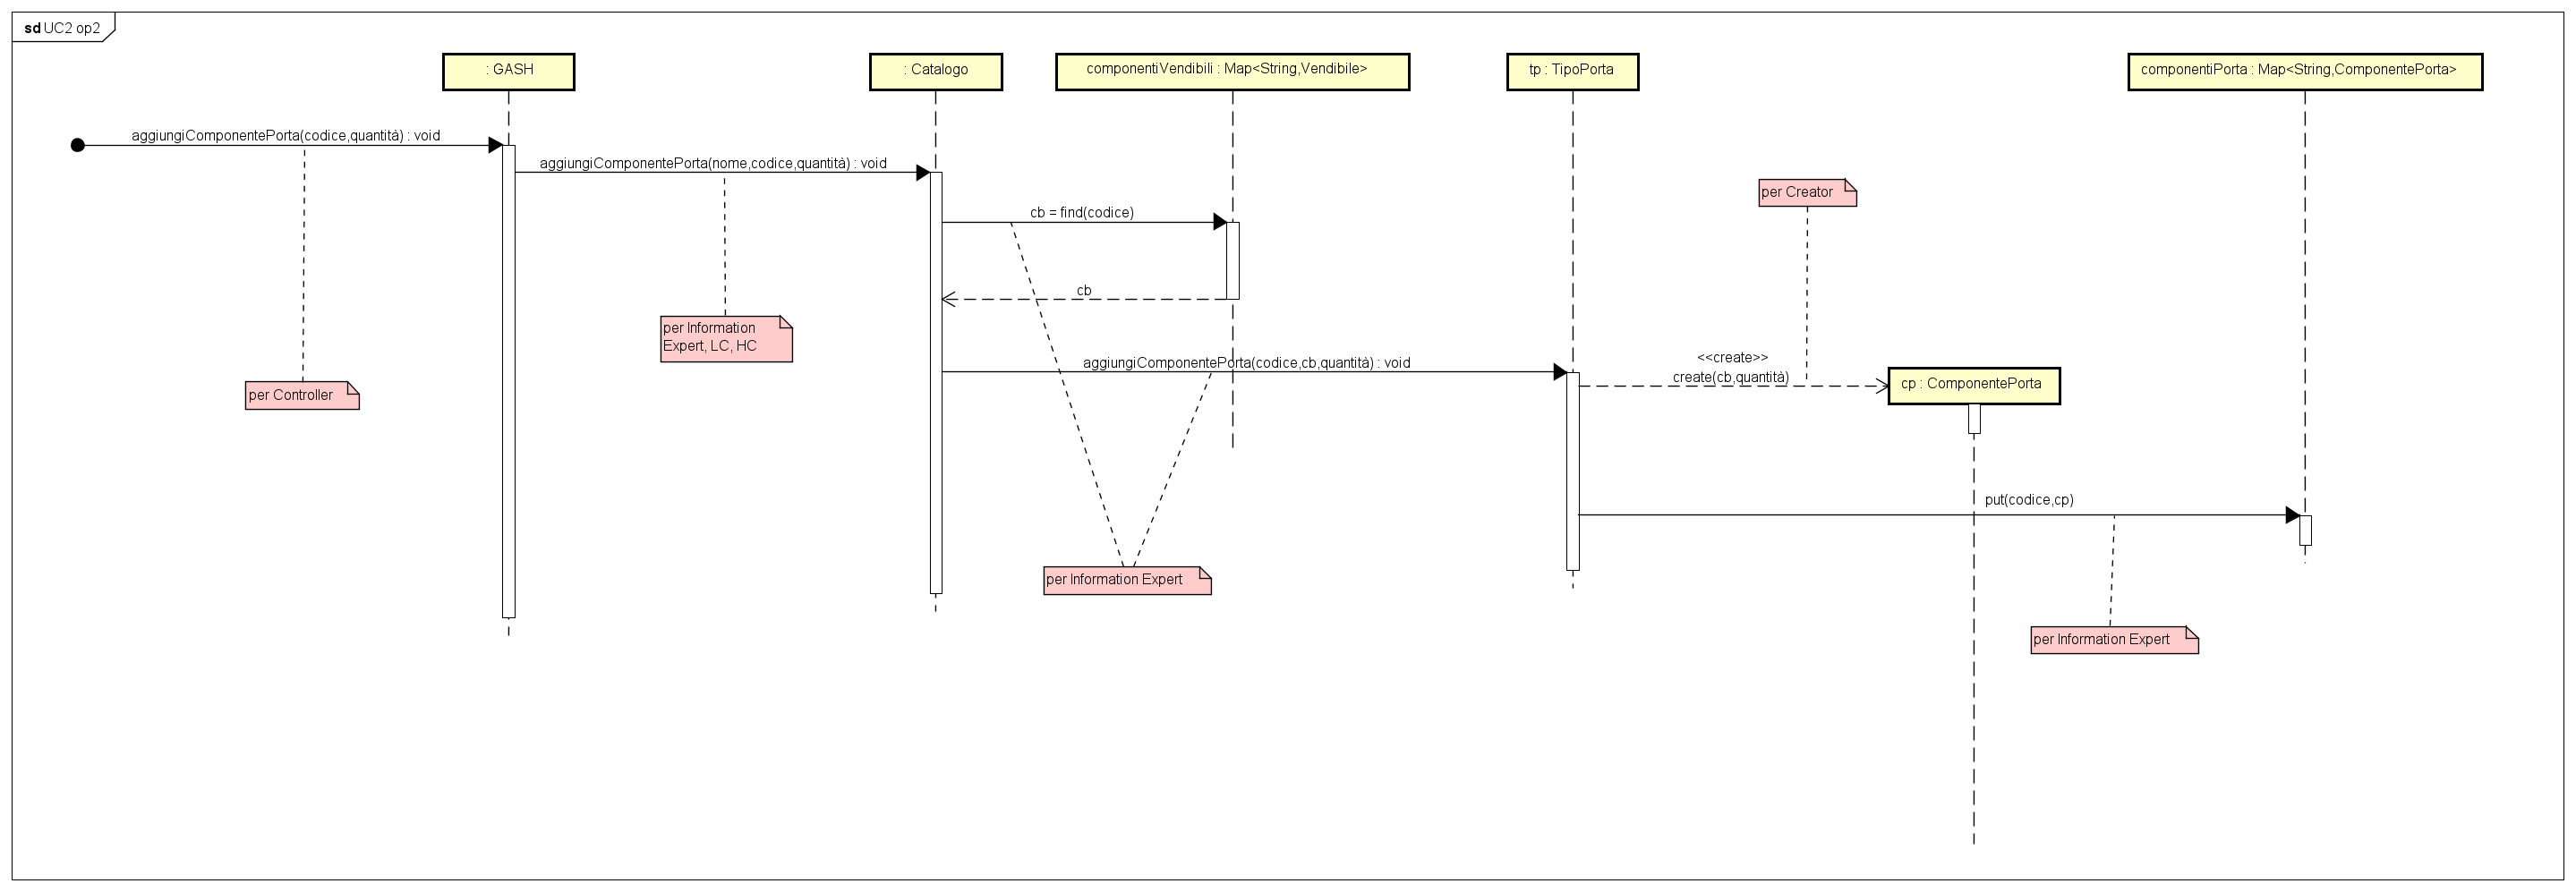 sd UC2 op2
: GASH
: Catalogo
componentiVendibili : Map<String,Vendibile>
tp : TipoPorta
componentiPorta : Map<String,ComponentePorta>
aggiungiComponentePorta(codice,quantità) : void
aggiungiComponentePorta(nome,codice,quantità) : void
per Creator
cb = find(codice)
cb
per Information
Expert, LC, HC
aggiungiComponentePorta(codice,cb,quantità) : void
<<create>>
create(cb,quantità)
cp : ComponentePorta
per Controller
put(codice,cp)
per Information Expert
per Information Expert